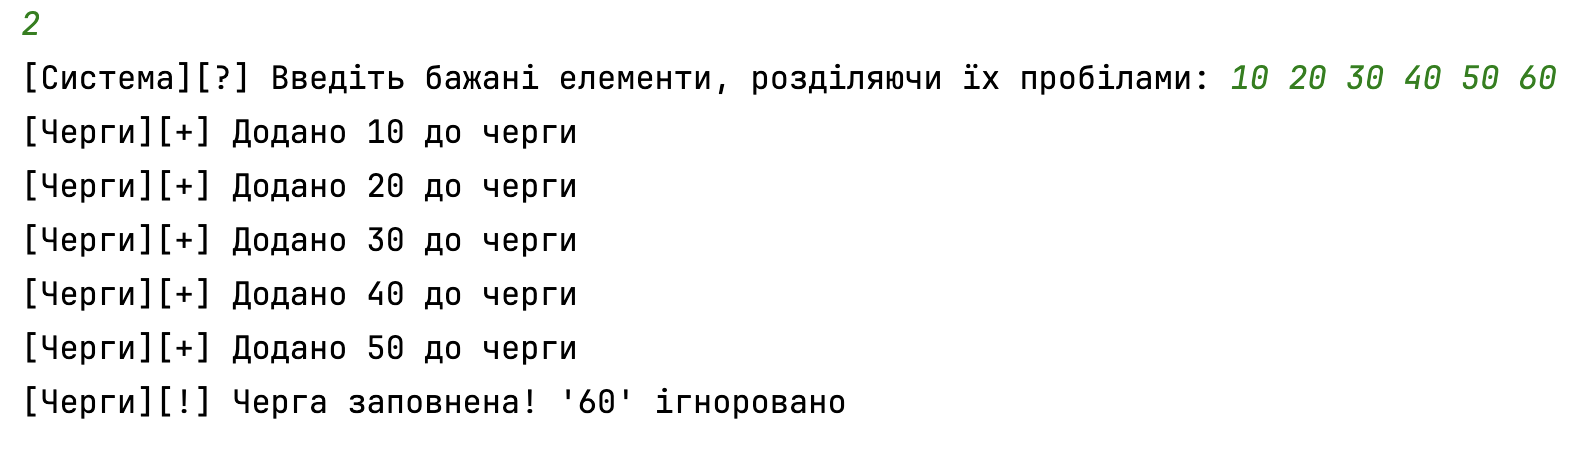 2
[Система][?] Введіть бажані елементи, розділяючи їх пробілами: 10 20 30 40 50 60
[Черги][+] Додано 10 до черги
[Черги][+] Додано 20 до черги
[Черги][+] Додано 30 до черги
[Черги][+] Додано 40 до черги
[Черги][+] Додано 50 до черги
[Черги][!] Черга заповнена! '60' ігноровано